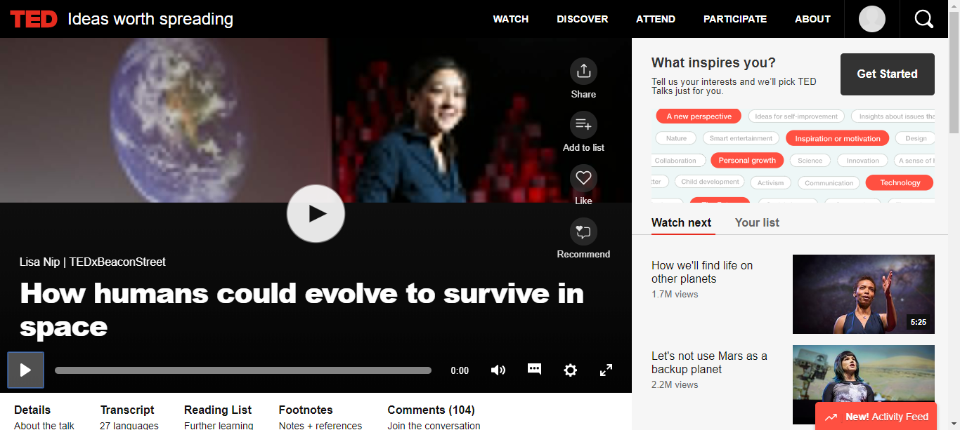 TED Ideas worth spreading
WATCH DISCOVER ATTEND PARTICIPATE ABOUT
Share
Add to list
Like
Recommend
Lisa Nip | TEDxBeaconStreet
How humans could evolve to survive in
space
0:00
Details
About the talk
Transcript
27 languages
Reading List
Further learning
Footnotes
Notes + references
Comments (104)
Join the conversation
What inspires you?
Tell us your interests and we'll pick TED
Talks just for you.
Get Started
A new perspective Ideas for self-improvement Insights about issues tha
Nature Smart entertainment Inspiration or motivation Design
Collaboration Personal growth Science Innovation A sense of
Child development Activism Communication Technology
Watch next Your list
How we'll find life on
other planets
1.7M views
5:25
Let's not use Mars as a
backup planet
2.2M views
New! Activity Feed